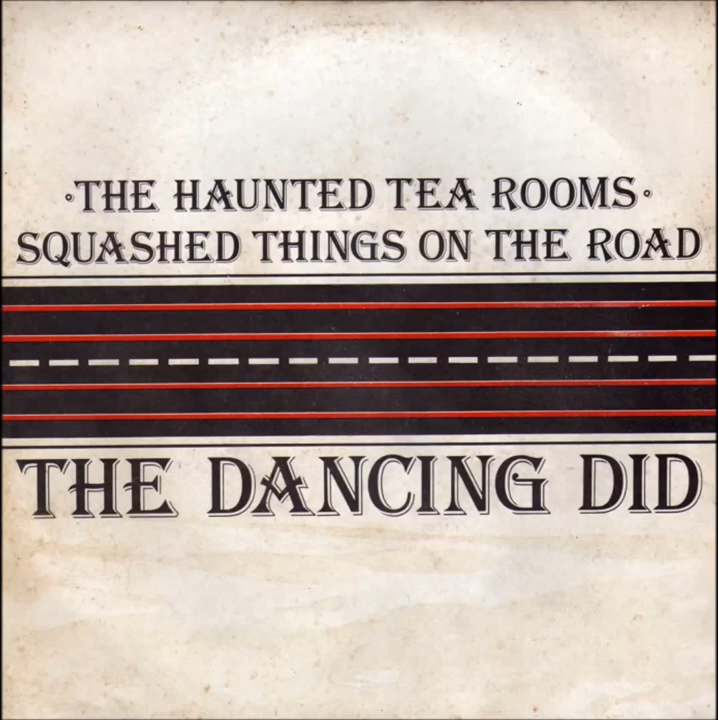 ·THE HAUNTED TEA ROOMS·
SQUASHED THINGS ON THE ROAD
THE DANCING DID